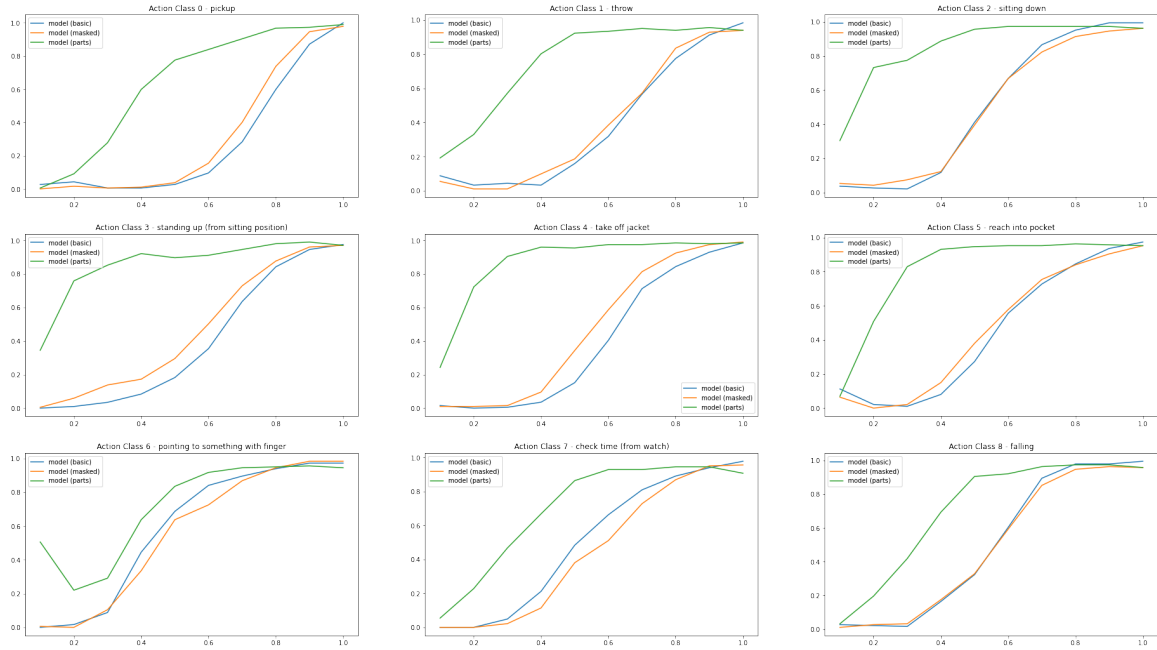 Action Class 0 - pickup
model (basic)
model (masked)
model (parts)
1.0
0.8
0.6
0.4
0.2
0.0
0.2 0.4 0.6 0.8 1.0
Action Class 1 - throw
model (basic)
model (masked)
model (parts)
1.0
0.8
0.6
0.4
0.2
0.0
0.2 0.4 0.6 0.8 1.0
Action Class 2 - sitting down
model (basic)
model (masked)
model (parts)
1.0
0.8
0.6
0.4
0.2
0.0
0.2 0.4 0.6 0.8 1.0
Action Class 3 - standing up (from sitting position)
model (basic)
model (masked)
model (parts)
1.0
0.8
0.6
0.4
0.2
0.0
0.2 0.4 0.6 0.8 1.0
Action Class 4 - take off jacket
1.0
0.8
0.6
0.4
0.2
0.0
model (basic)
model (masked)
model (parts)
0.2 0.4 0.6 0.8 1.0
Action Class 5 - reach into pocket
model (basic)
model (masked)
model (parts)
1.0
0.8
0.6
0.4
0.2
0.0
0.2 0.4 0.6 0.8 1.0
Action Class 6 - pointing to something with finger
model (basic)
model (masked)
model (parts)
1.0
0.8
0.6
0.4
0.2
0.0
0.2 0.4 0.6 0.8 1.0
Action Class 7 - check time (from watch)
model (basic)
model (masked)
model (parts)
1.0
0.8
0.6
0.4
0.2
0.0
0.2 0.4 0.6 0.8 1.0
Action Class 8 - falling
model (basic)
model (masked)
model (parts)
1.0
0.8
0.6
0.4
0.2
0.0
0.2 0.4 0.6 0.8 1.0